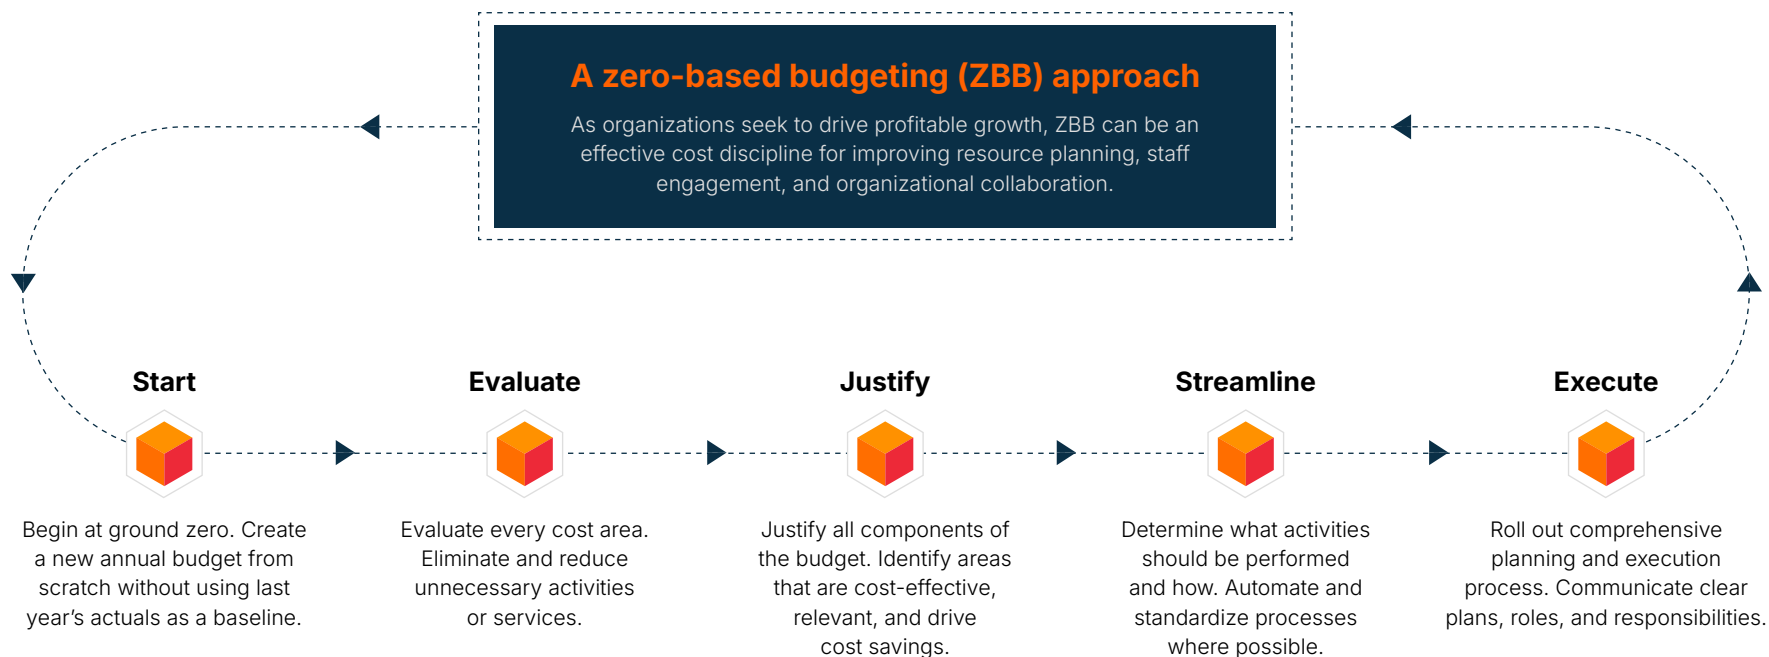 A zero-based budgeting (ZBB) approach
As organizations seek to drive profitable growth, ZBB can be an
effective cost discipline for improving resource planning, staff
engagement, and organizational collaboration.
Start
Begin at ground zero. Create
a new annual budget from
scratch without using last
year’s actuals as a baseline.
Evaluate
Evaluate every cost area.
Eliminate and reduce
unnecessary activities
or services.
Justify
Justify all components of
the budget. Identify areas
that are cost-effective,
relevant, and drive
cost savings.
Streamline
Determine what activities
should be performed
and how. Automate and
standardize processes
where possible.
Execute
Roll out comprehensive
planning and execution
process. Communicate clear
plans, roles, and responsibilities.